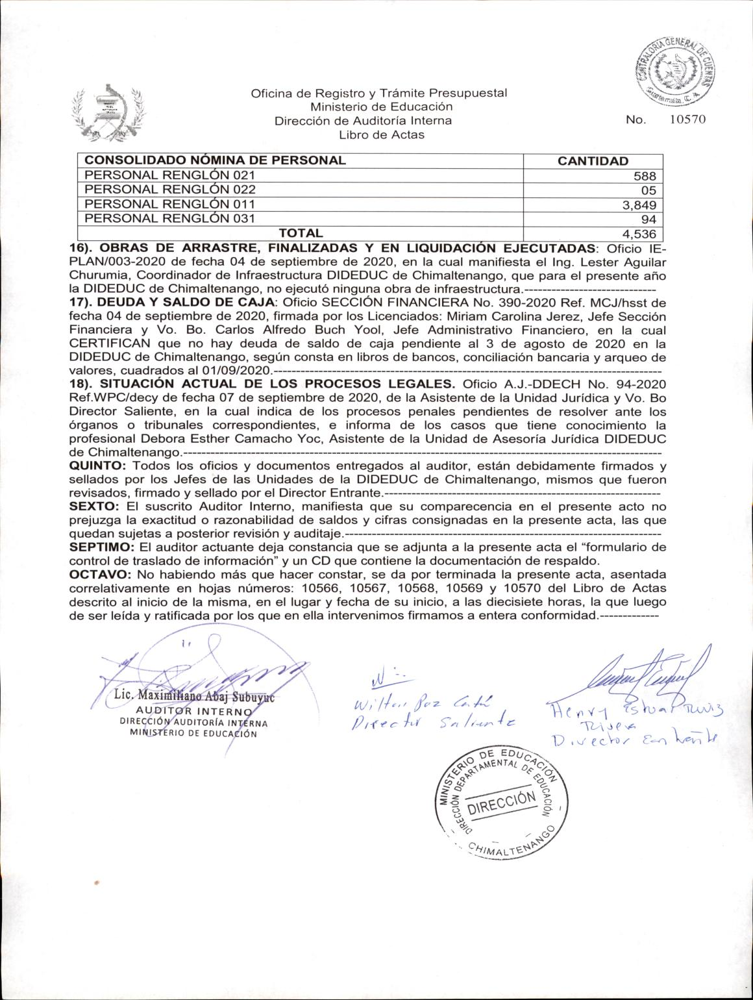 CONTRALORÍA GENERAL DE CUENTAS
Guatemala, C. A.
Oficina de Registro y Trámite Presupuestal
Ministerio de Educación
Dirección de Auditoría Interna
Libro de Actas
No. 10570
CONSOLIDADO NÓMINA DE PERSONAL CANTIDAD
PERSONAL RENGLÓN 021 588
PERSONAL RENGLÓN 022 05
PERSONAL RENGLÓN 011 3,849
PERSONAL RENGLÓN 031 94
TOTAL 4,536
16). OBRAS DE ARRASTRE, FINALIZADAS Y EN LIQUIDACIÓN EJECUTADAS: Oficio IE-
PLAN/003-2020 de fecha 04 de septiembre de 2020, en la cual manifiesta el Ing. Lester Aguilar
Churumia, Coordinador de Infraestructura DIDEDUC de Chimaltenango, que para el presente año
la DIDEDUC de Chimaltenango, no ejecutó ninguna obra de infraestructura.-----------------------------
17). DEUDA Y SALDO DE CAJA: Oficio SECCIÓN FINANCIERA No. 390-2020 Ref. MCJ/hsst de
fecha 04 de septiembre de 2020, firmada por los Licenciados: Miriam Carolina Jerez, Jefe Sección
Financiera y Vo. Bo. Carlos Alfredo Buch Yool, Jefe Administrativo Financiero, en la cual
CERTIFICAN que no hay deuda de saldo de caja pendiente al 3 de agosto de 2020 en la
DIDEDUC de Chimaltenango, según consta en libros de bancos, conciliación bancaria y arqueo de
valores, cuadrados al 01/09/2020.--------------------------------------------------------------------------------------
18). SITUACIÓN ACTUAL DE LOS PROCESOS LEGALES. Oficio A.J.-DDECH No. 94-2020
Ref.WPC/decy de fecha 07 de septiembre de 2020, de la Asistente de la Unidad Jurídica y Vo. Bo
Director Saliente, en la cual indica de los procesos penales pendientes de resolver ante los
órganos o tribunales correspondientes, e informa de los casos que tiene conocimiento la
profesional Debora Esther Camacho Yoc, Asistente de la Unidad de Asesoría Jurídica DIDEDUC
de Chimaltenango.----------------------------------------------------------------------------------------------------------
QUINTO: Todos los oficios y documentos entregados al auditor, están debidamente firmados y
sellados por los Jefes de las Unidades de la DIDEDUC de Chimaltenango, mismos que fueron
revisados, firmado y sellado por el Director Entrante.-------------------------------------------------------------
SEXTO: El suscrito Auditor Interno, manifiesta que su comparecencia en el presente acto no
prejuzga la exactitud o razonabilidad de saldos y cifras consignadas en la presente acta, las que
quedan sujetas a posterior revisión y auditaje.----------------------------------------------------------------------
SEPTIMO: El auditor actuante deja constancia que se adjunta a la presente acta el “formulario de
control de traslado de información” y un CD que contiene la documentación de respaldo.
OCTAVO: No habiendo más que hacer constar, se da por terminada la presente acta, asentada
correlativamente en hojas números: 10566, 10567, 10568, 10569 y 10570 del Libro de Actas
descrito al inicio de la misma, en el lugar y fecha de su inicio, a las diecisiete horas, la que luego
de ser leída y ratificada por los que en ella intervenimos firmamos a entera conformidad.-------------
Lic. Maximiliano Abaj Subuyuc
AUDITOR INTERNO
DIRECCIÓN AUDITORÍA INTERNA
MINISTERIO DE EDUCACIÓN
Paz
Director Saliente
Henry Ruiz
Rivera
Director Entrante
MINISTERIO DE EDUCACIÓN
DIRECCIÓN DEPARTAMENTAL DE EDUCACIÓN
DIRECCIÓN
CHIMALTENANGO